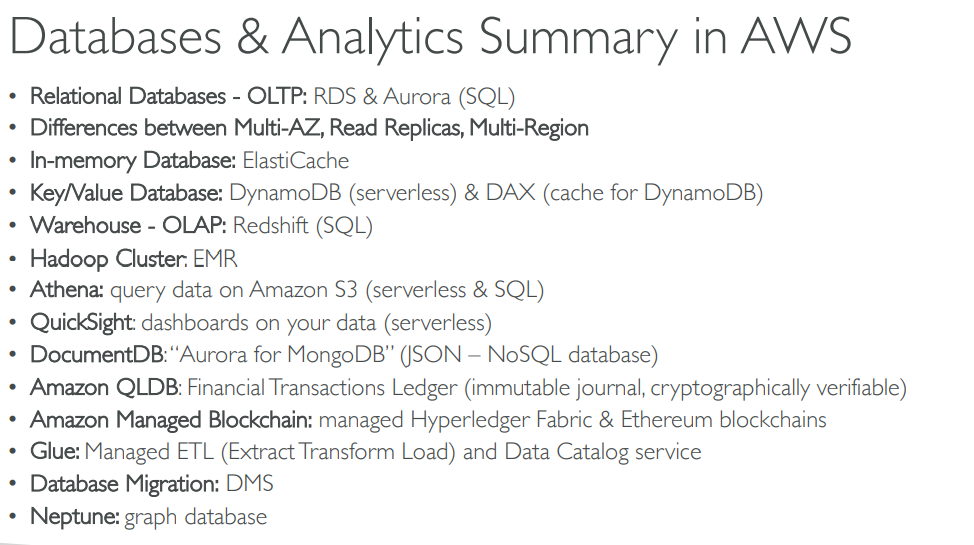 Databases & Analytics Summary in AWS
• Relational Databases - OLTP: RDS & Aurora (SQL)
• Differences between Multi-AZ, Read Replicas, Multi-Region
• In-memory Database: ElastiCache
• Key/Value Database: DynamoDB (serverless) & DAX (cache for DynamoDB)
• Warehouse - OLAP: Redshift (SQL)
• Hadoop Cluster: EMR
• Athena: query data on Amazon S3 (serverless & SQL)
• QuickSight: dashboards on your data (serverless)
• DocumentDB: “Aurora for MongoDB” (JSON – NoSQL database)
• Amazon QLDB: Financial Transactions Ledger (immutable journal, cryptographically verifiable)
• Amazon Managed Blockchain: managed Hyperledger Fabric & Ethereum blockchains
• Glue: Managed ETL (Extract Transform Load) and Data Catalog service
• Database Migration: DMS
• Neptune: graph database